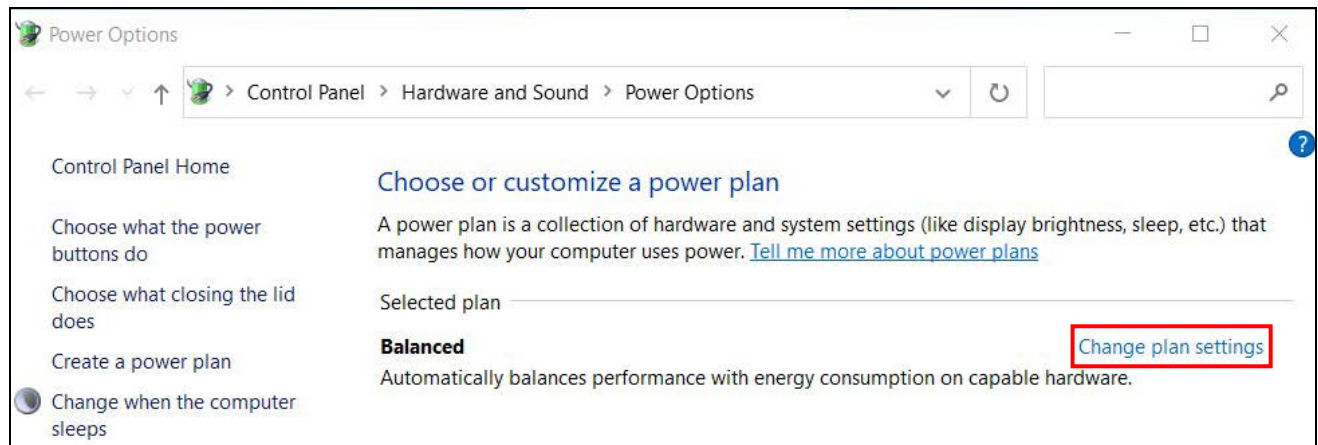 Power Options
Control Panel > Hardware and Sound > Power Options
Control Panel Home
Choose what the power
buttons do
Choose what closing the lid
does
Create a power plan
Change when the computer
sleeps
?
Choose or customize a power plan
A power plan is a collection of hardware and system settings (like display brightness, sleep, etc.) that
manages how your computer uses power. Tell me more about power plans
Selected plan
Balanced
Change plan settings
Automatically balances performance with energy consumption on capable hardware.